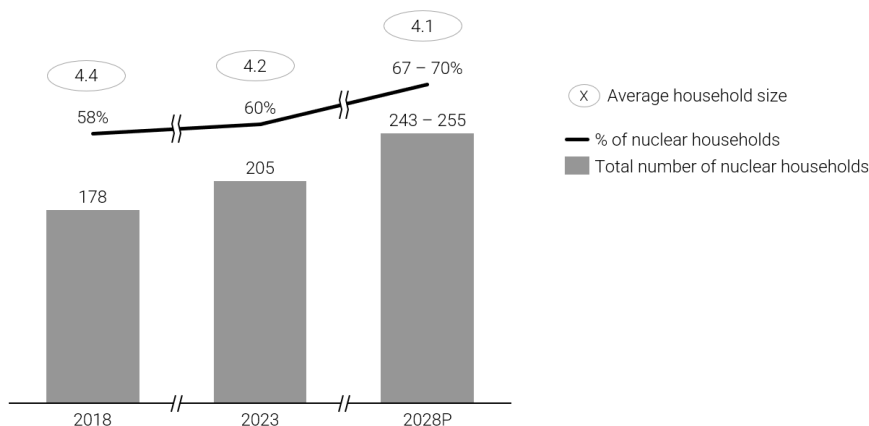 4.4
4.2
4.1
58%
60%
67 – 70%
178
205
243 – 255
2018
2023
2028P
X Average household size
% of nuclear households
Total number of nuclear households